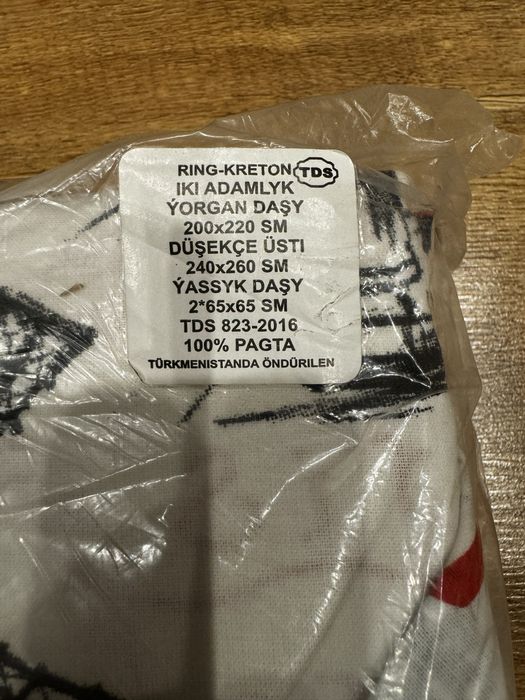 RING-KRETON TDS
IKI ADAMLYK
ÝORGAN DAŞY
200x220 SM
DÜŞEKÇE ÜSTI
240x260 SM
ÝASSYK DAŞY
2*65x65 SM
TDS 823-2016
100% PAGTA
TÜRKMENISTANDA ÖNDÜRILEN